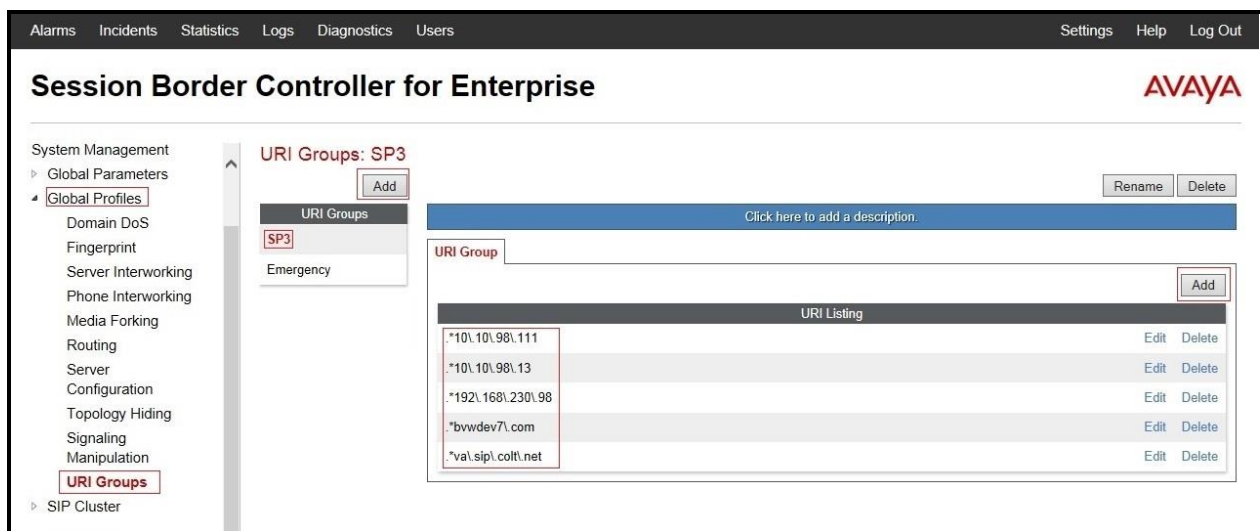 Alarms Incidents Statistics Logs Diagnostics Users Settings Help Log Out
Session Border Controller for Enterprise
AVAYA
System Management
Global Parameters
Global Profiles
Domain DoS
Fingerprint
Server Interworking
Phone Interworking
Media Forking
Routing
Server
Configuration
Topology Hiding
Signaling
Manipulation
URI Groups
SIP Cluster
URI Groups: SP3
Add
URI Groups
SP3
Emergency
Rename Delete
Click here to add a description.
URI Group
Add
URI Listing
.*10\.10\.98\.111 Edit Delete
.*10\.10\.98\.13 Edit Delete
.*192\.168\.230\.98 Edit Delete
.*bvwdev7\.com Edit Delete
.*va\.sip\.colt\.net Edit Delete